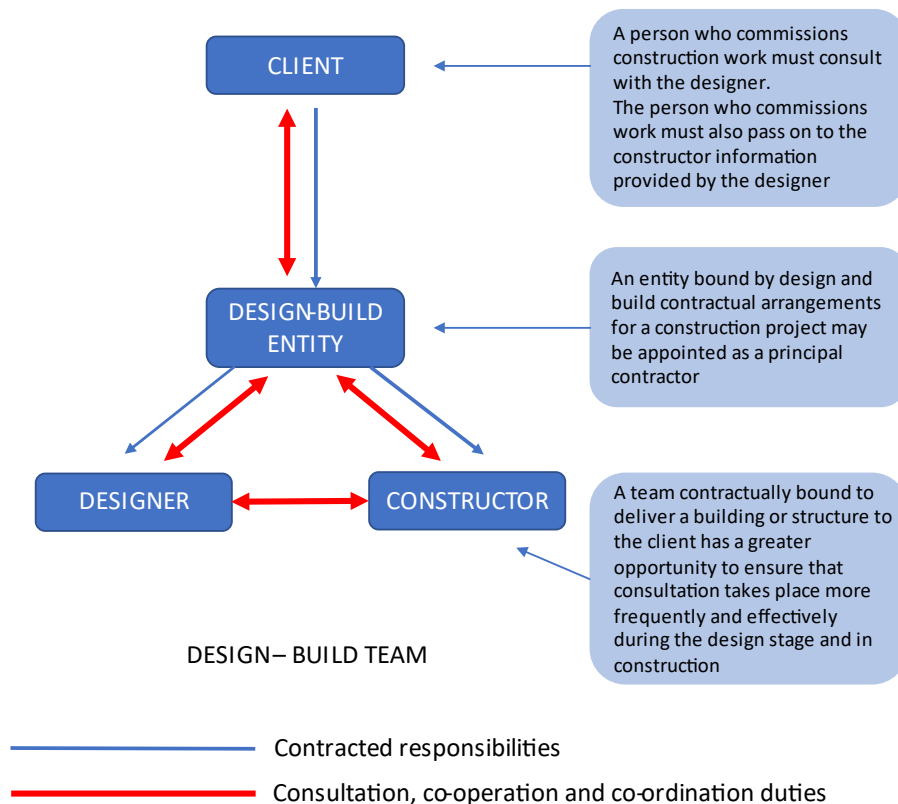 CLIENT
A person who commissions
construction work must consult
with the designer.
The person who commissions
work must also pass on to the
constructor information
provided by the designer
DESIGN-BUILD
ENTITY
An entity bound by design and
build contractual arrangements
for a construction project may
be appointed as a principal
contractor
DESIGNER
CONSTRUCTOR
A team contractually bound to
deliver a building or structure to
the client has a greater
opportunity to ensure that
consultation takes place more
frequently and effectively
during the design stage and in
construction
DESIGN– BUILD TEAM
Contracted responsibilities
Consultation, co-operation and co-ordination duties